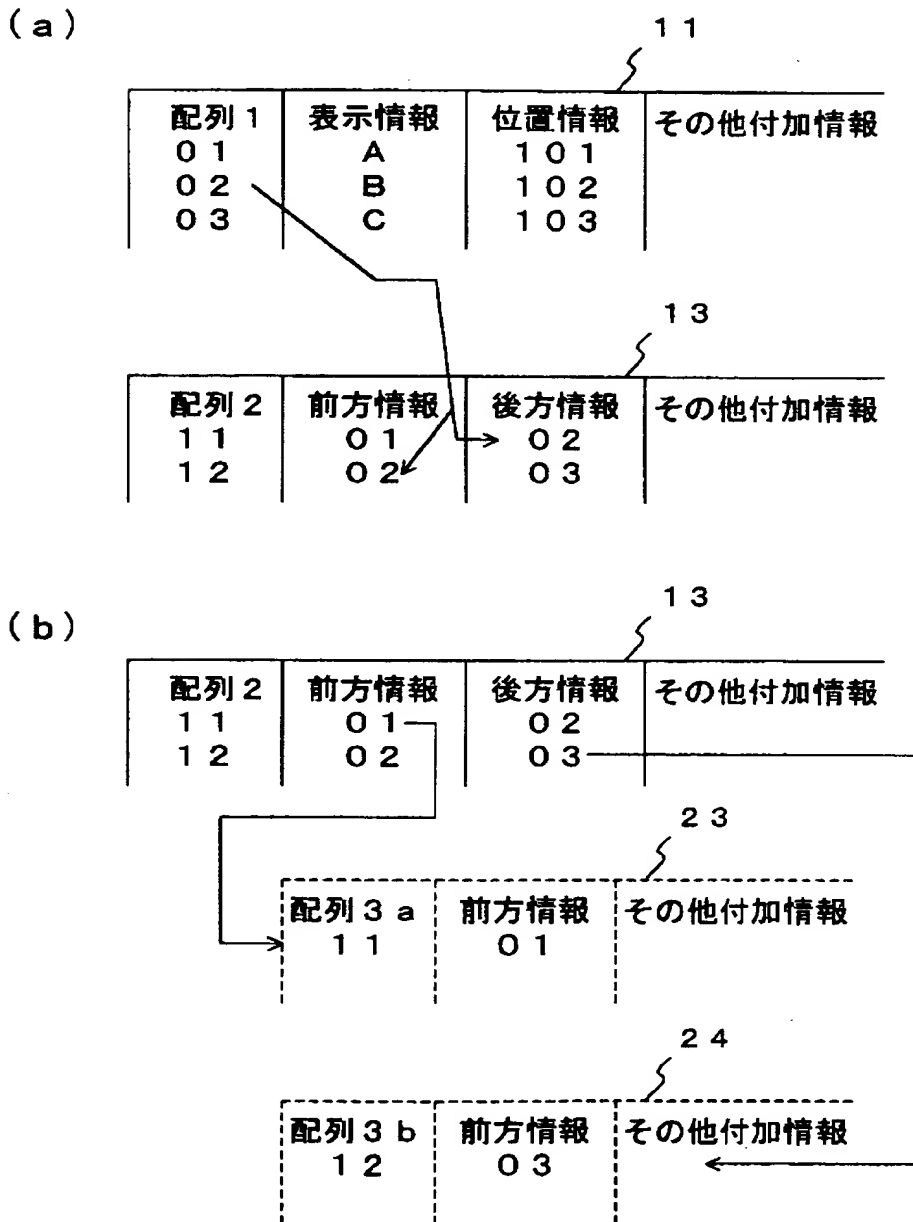 (a)
11
配列1 表示情報 位置情報 その他付加情報
01 A 101
02 B 102
03 C 103
13
配列2 前方情報 後方情報 その他付加情報
11 01 02
12 02 03
(b)
13
配列2 前方情報 後方情報 その他付加情報
11 01 02
12 02 03
23
配列3a 前方情報 その他付加情報
11 01
24
配列3b 前方情報 その他付加情報
12 03